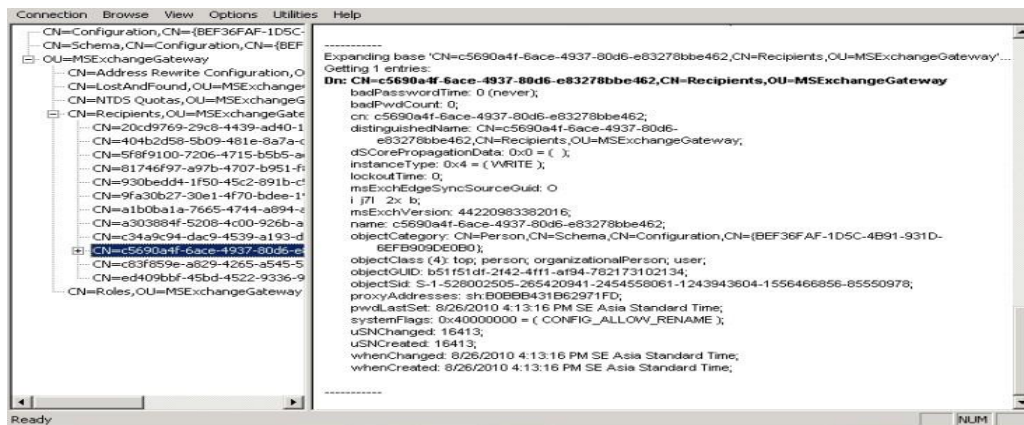 Connection Browse View Options Utilities Help
CN=Configuration,CN={BEF36FAF-1D5C-
CN=Schema,CN=Configuration,CN={BEF
OU=MSExchangeGateway
CN=Address Rewrite Configuration,O
CN=LostAndFound,OU=MSExchange
CN=NTDS Quotas,OU=MSExchangeG
CN=Recipients,OU=MSExchangeGate
CN=20cd9769-29c8-4439-ad40-1
CN=404b2d58-5b09-481e-8a7a-c
CN=5f8f9100-7206-4715-b5b5-a
CN=81746f97-a97b-4707-b951-f
CN=930bedd4-1f50-45c2-891b-c
CN=9fa30b27-30e1-4f70-bdee-1
CN=a1b0ba1a-7665-4744-a894-a
CN=a303884f-5208-4c00-926b-a
CN=c34a9c94-dac9-4539-a193-d
CN=c5690a4f-6ace-4937-80d6-e
CN=c83f859e-a829-4265-a545-5
CN=ed409bbf-45bd-4522-9336-9
CN=Roles,OU=MSExchangeGateway
-----------
Expanding base 'CN=c5690a4f-6ace-4937-80d6-e83278bbe462,CN=Recipients,OU=MSExchangeGateway'...
Getting 1 entries:
Dn: CN=c5690a4f-6ace-4937-80d6-e83278bbe462,CN=Recipients,OU=MSExchangeGateway
badPasswordTime: 0 (never);
badPwdCount: 0;
cn: c5690a4f-6ace-4937-80d6-e83278bbe462;
distinguishedName: CN=c5690a4f-6ace-4937-80d6-
e83278bbe462,CN=Recipients,OU=MSExchangeGateway;
dSCorePropagationData: 0x0 = ( );
instanceType: 0x4 = ( WRITE );
lockoutTime: 0;
msExchEdgeSyncSourceGuid: O
i j7l 2x b;
msExchVersion: 44220983382016;
name: c5690a4f-6ace-4937-80d6-e83278bbe462;
objectCategory: CN=Person,CN=Schema,CN=Configuration,CN={BEF36FAF-1D5C-4B91-931D-
6EFB909DE0B0};
objectClass (4): top; person; organizationalPerson; user;
objectGUID: b51f51df-2f42-4ff1-af94-782173102134;
objectSid: S-1-528002505-265420941-2454558061-1243943604-1556466856-85550978;
proxyAddresses: sh:B0BBB431B62971FD;
pwdLastSet: 8/26/2010 4:13:16 PM SE Asia Standard Time;
systemFlags: 0x40000000 = ( CONFIG_ALLOW_RENAME );
uSNChanged: 16413;
uSNCreated: 16413;
whenChanged: 8/26/2010 4:13:16 PM SE Asia Standard Time;
whenCreated: 8/26/2010 4:13:16 PM SE Asia Standard Time;
-----------
Ready
NUM